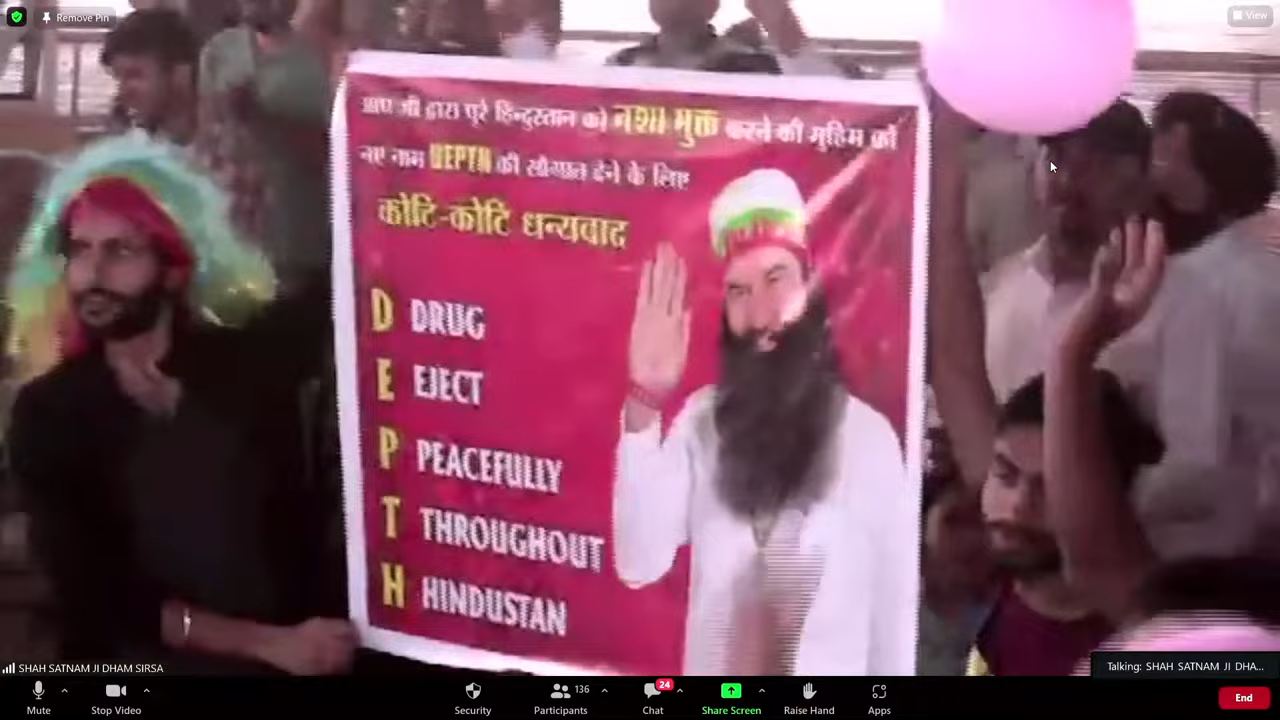 Remove Pin
View
आप जी द्वारा पूरे हिन्दुस्तान को नशा मुक्त करने की मुहिम को
नए नाम DEPTH की सौगात देने के लिए
कोटि-कोटि धन्यवाद
D DRUG
E EJECT
P PEACEFULLY
T THROUGHOUT
H HINDUSTAN
SHAH SATNAM JI DHAM SIRSA
Talking: SHAH SATNAM JI DHA...
Mute
Stop Video
Security
Participants
136
Chat
24
Share Screen
Raise Hand
Apps
End